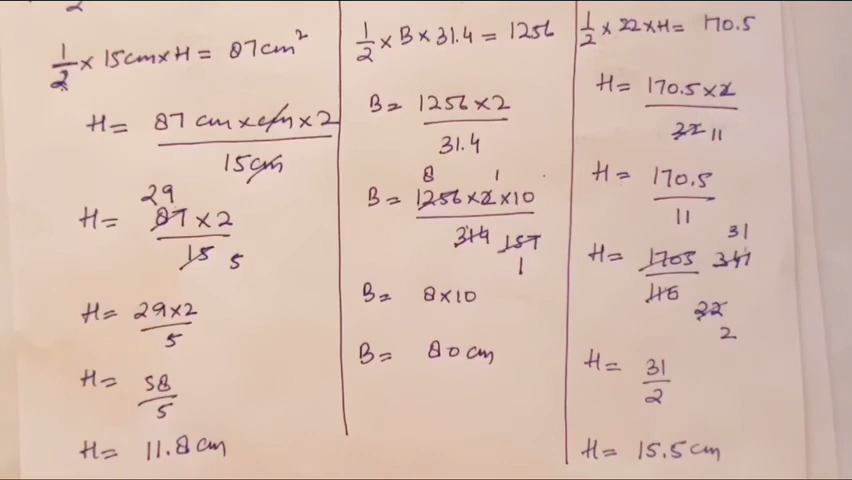 2
1/2 × 15cm × H = 87cm²
H = 87 cm × cm × 2 / 15cm
29
H = 87 × 2 / 15 5
H = 29×2 / 5
H = 58 / 5
H = 11.8 cm
1/2 × B × 31.4 = 1256
B = 1256 × 2 / 31.4
8 1
B = 1256 × 2 × 10 / 314 157
1
B = 8 × 10
B = 80 cm
1/2 × 22 × H = 170.5
H = 170.5 × 2 / 22 11
H = 170.5 / 11
31
H = 1705 341 / 110
22
2
H = 31 / 2
H = 15.5 cm